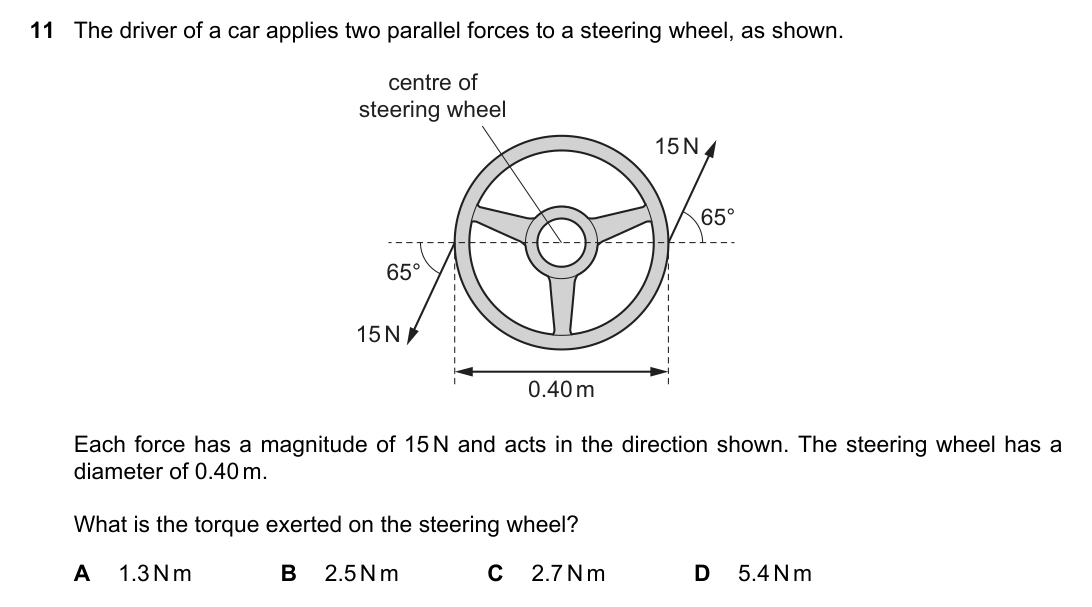 11 The driver of a car applies two parallel forces to a steering wheel, as shown.
centre of
steering wheel
15 N
65°
65°
15 N
0.40 m
Each force has a magnitude of 15 N and acts in the direction shown. The steering wheel has a
diameter of 0.40 m.
What is the torque exerted on the steering wheel?
A 1.3 N m B 2.5 N m C 2.7 N m D 5.4 N m